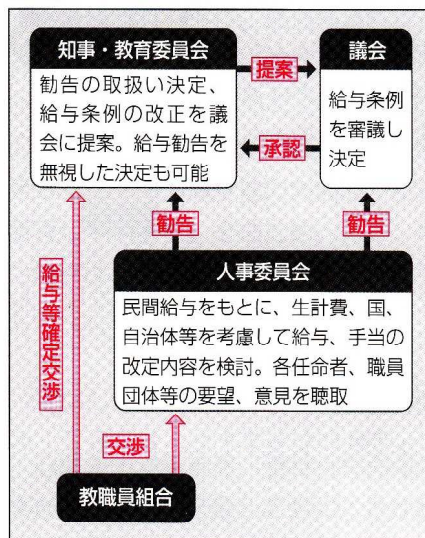 知事・教育委員会
勧告の取扱い決定、
給与条例の改正を議
会に提案。給与勧告を
無視した決定も可能
提案
承認
議会
給与条例
を審議し
決定
勧告
勧告
人事委員会
民間給与をもとに、生計費、国、
自治体等を考慮して給与、手当の
改定内容を検討。各任命者、職員
団体等の要望、意見を聴取
給与等確定交渉
交渉
教職員組合